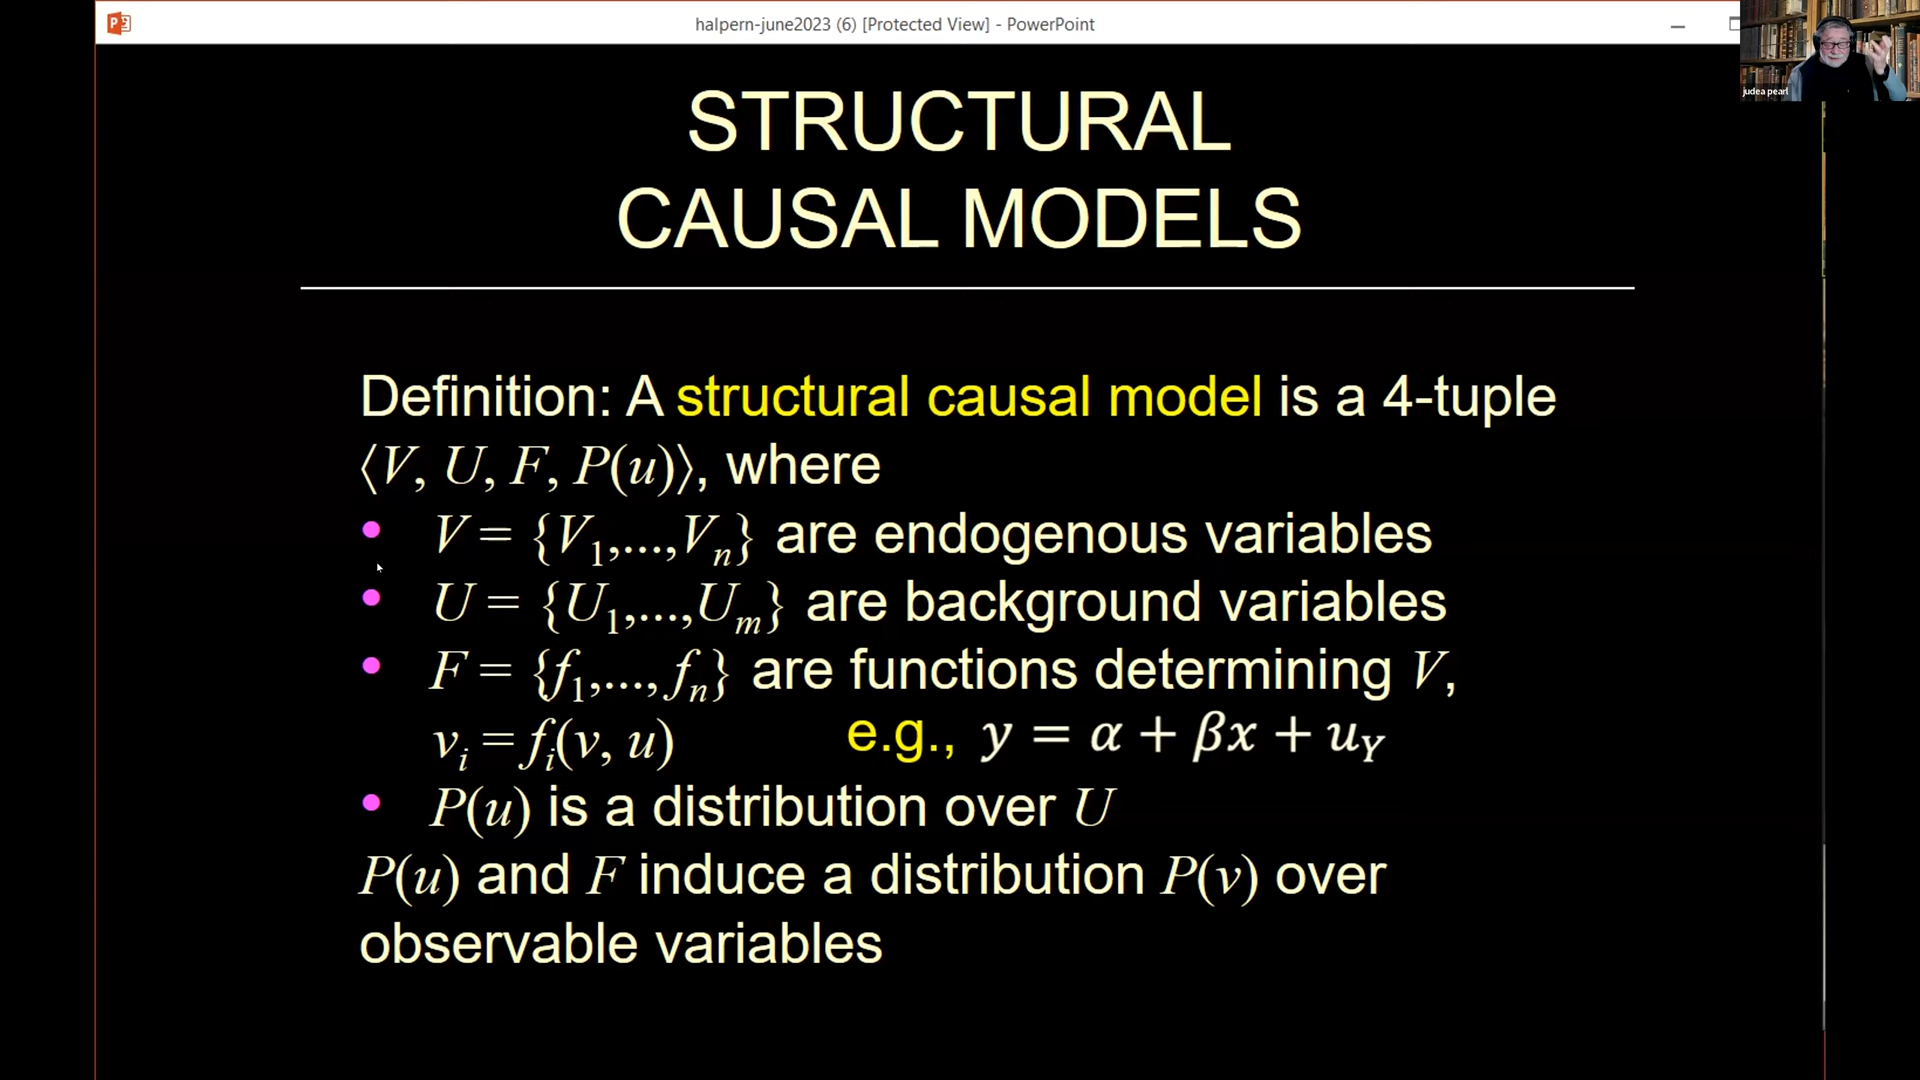 halpern-june2023 (6) [Protected View] - PowerPoint
judea pearl
STRUCTURAL
CAUSAL MODELS
Definition: A structural causal model is a 4-tuple
⟨V, U, F, P(u)⟩, where
• V = {V₁,...,Vₙ} are endogenous variables
• U = {U₁,...,Uₘ} are background variables
• F = {f₁,..., fₙ} are functions determining V,
vᵢ = fᵢ(v, u) e.g., y = α + βx + u_Y
• P(u) is a distribution over U
P(u) and F induce a distribution P(v) over
observable variables